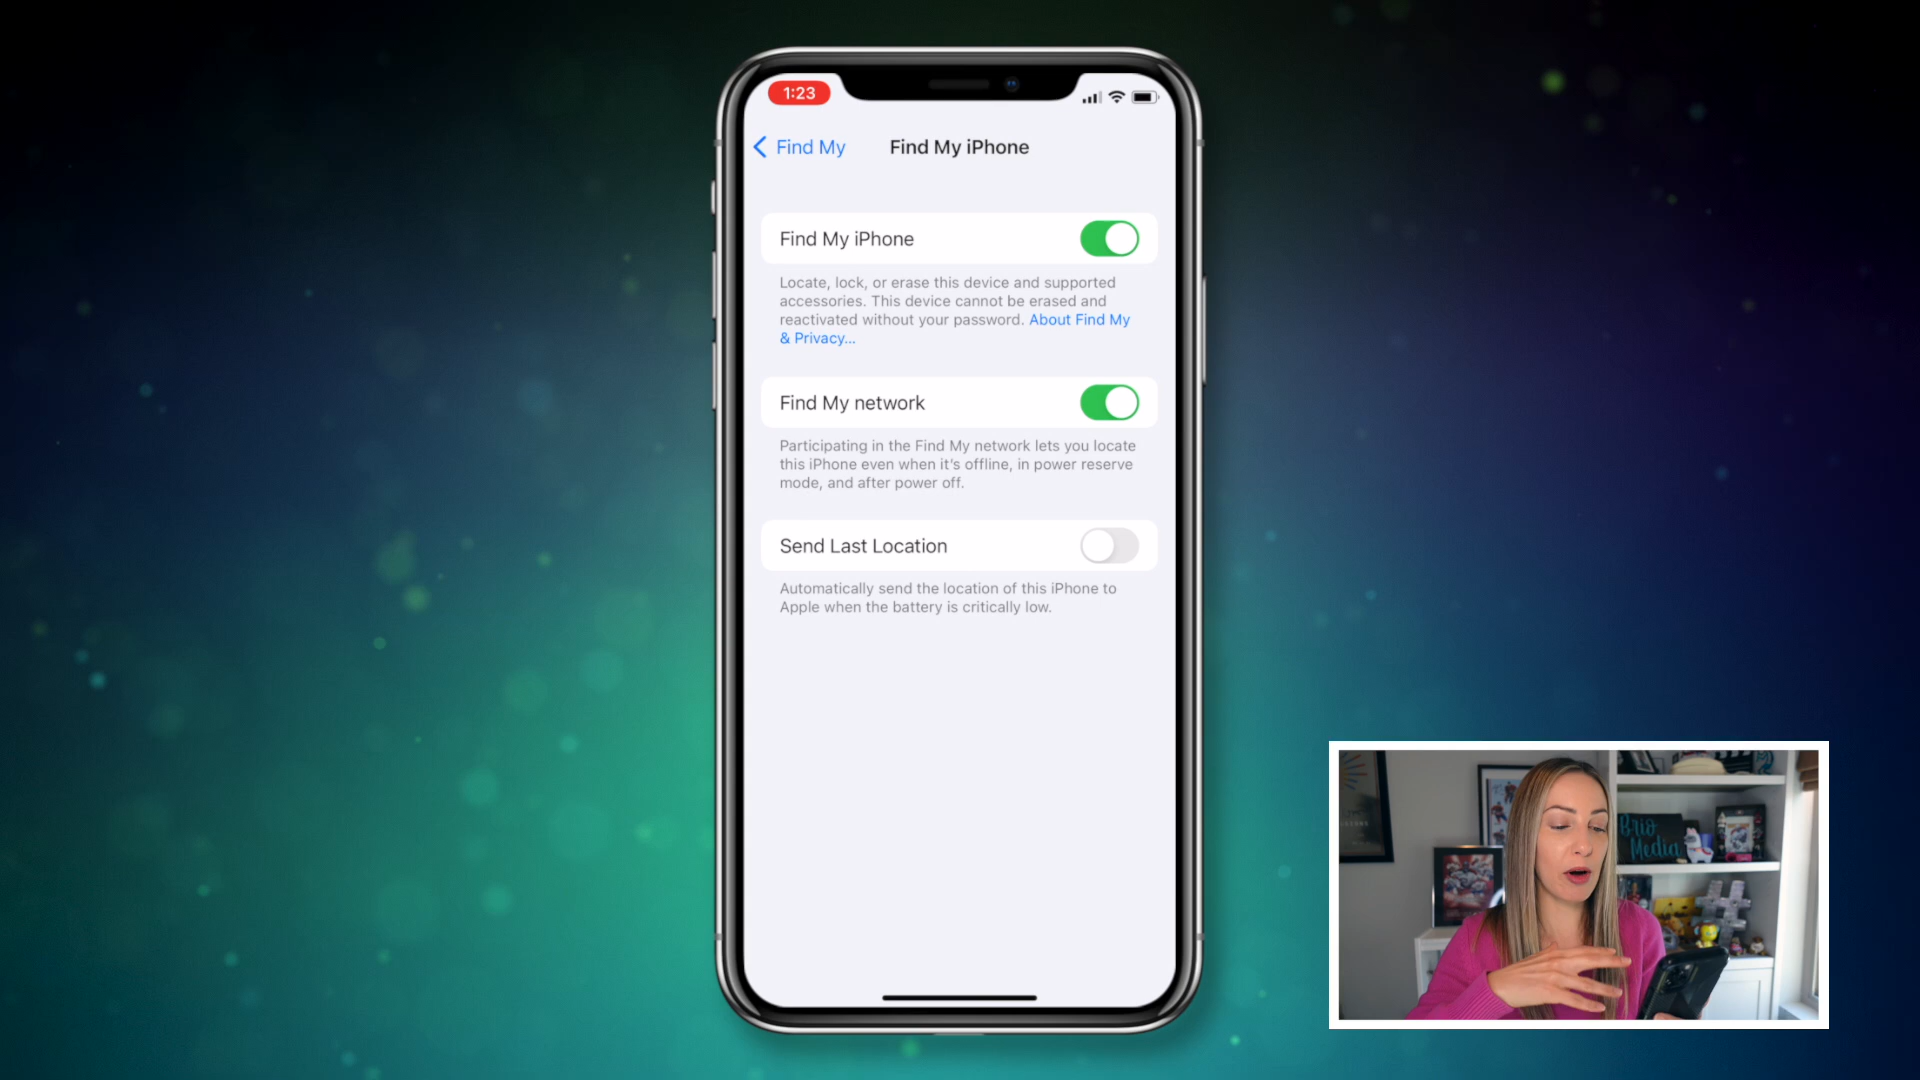 1:23
Find My
Find My iPhone
Find My iPhone
Locate, lock, or erase this device and supported
accessories. This device cannot be erased and
reactivated without your password. About Find My
& Privacy...
Find My network
Participating in the Find My network lets you locate
this iPhone even when it's offline, in power reserve
mode, and after power off.
Send Last Location
Automatically send the location of this iPhone to
Apple when the battery is critically low.
Brio
Media